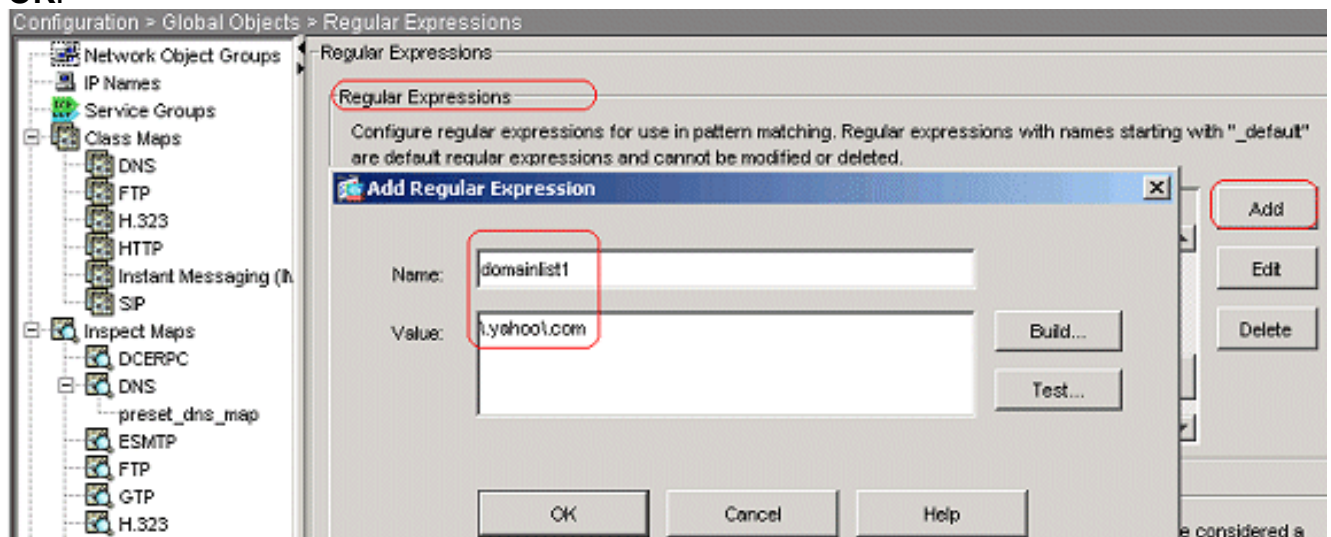 OK.
Configuration > Global Objects > Regular Expressions
Network Object Groups
IP Names
Service Groups
Class Maps
DNS
FTP
H.323
HTTP
Instant Messaging (IM
SIP
Inspect Maps
DCERPC
DNS
preset_dns_map
ESMTP
FTP
GTP
H.323
Regular Expressions
Regular Expressions
Configure regular expressions for use in pattern matching. Regular expressions with names starting with "_default"
are default regular expressions and cannot be modified or deleted.
Add Regular Expression
Name:
domainlist1
Value:
\.yahoo\.com
Build...
Test...
OK
Cancel
Help
Add
Edit
Delete
e considered a